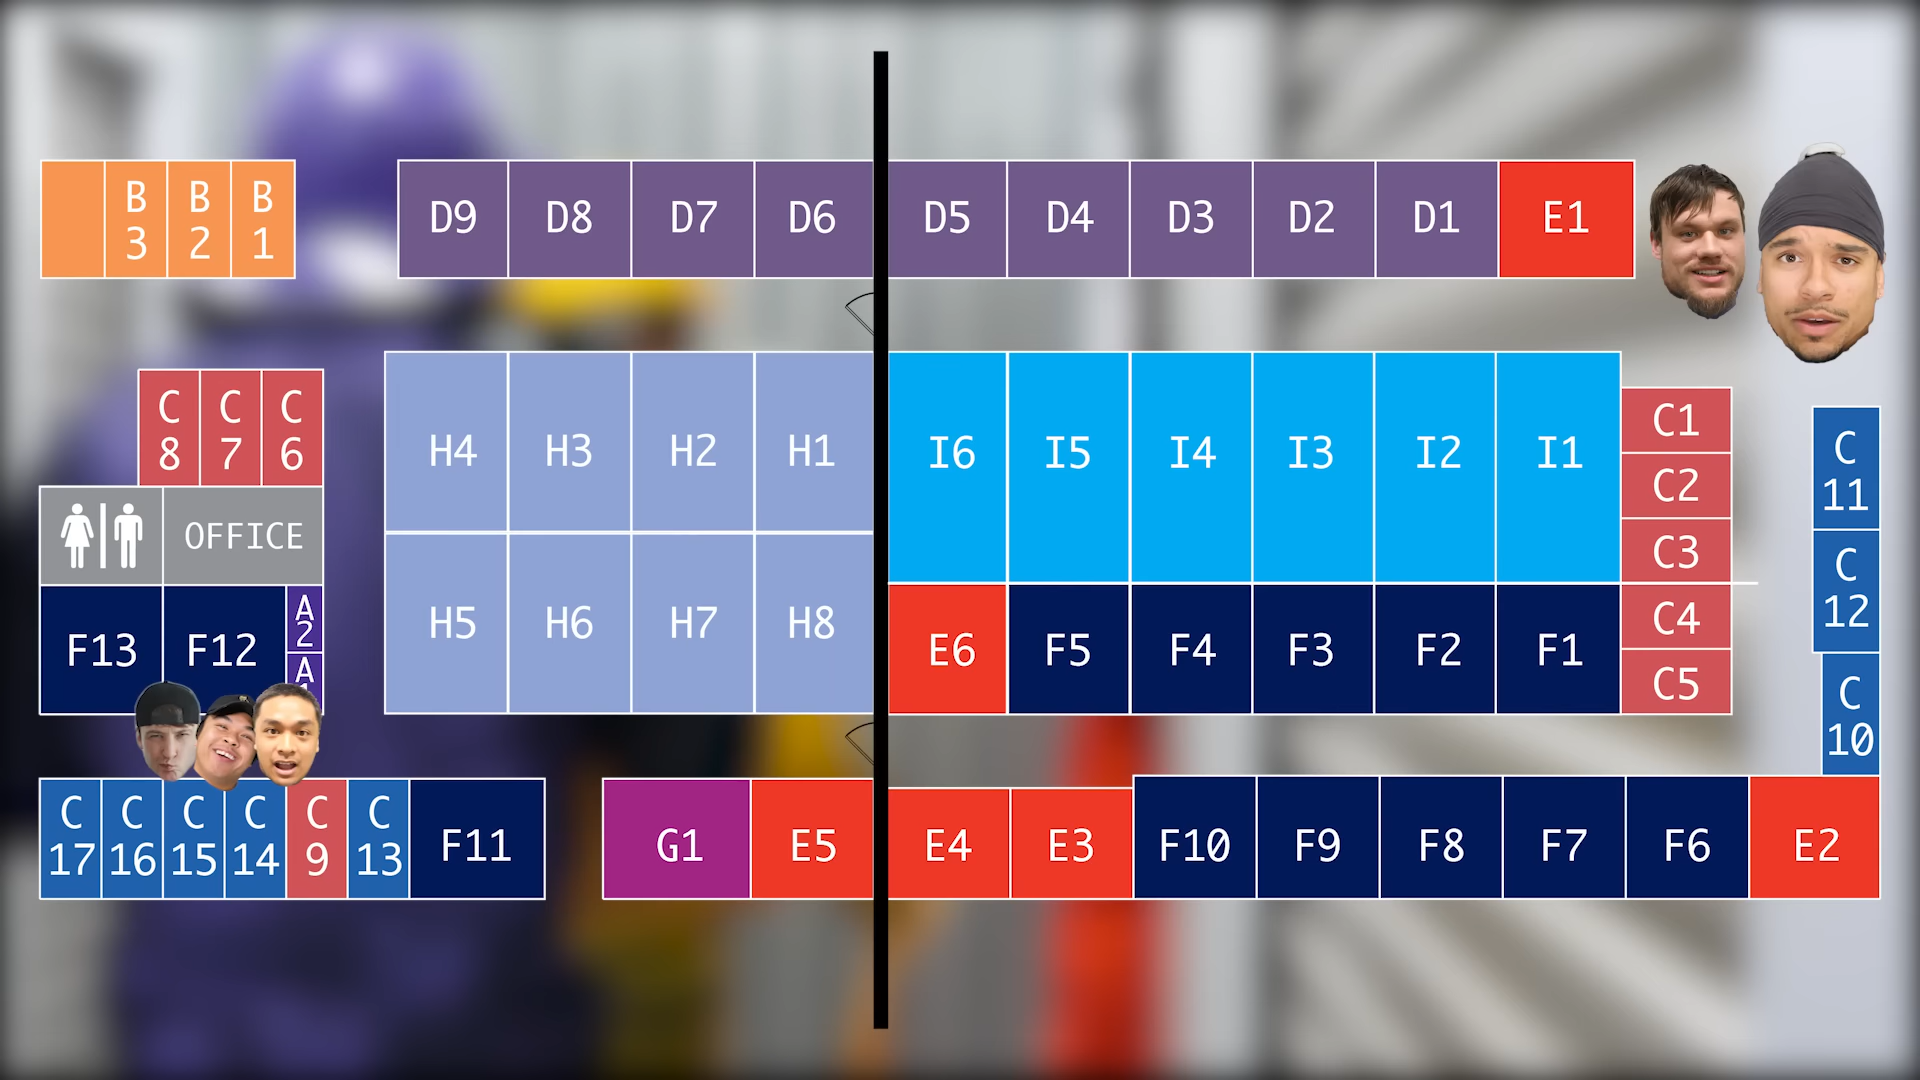 B
3
B
2
B
1
D9 D8 D7 D6 D5 D4 D3 D2 D1 E1
C
8
C
7
C
6
H4 H3 H2 H1 I6 I5 I4 I3 I2 I1
C1
C2
C3
C4
C5
C
11
C
12
C
10
OFFICE
F13 F12
A
2
A
H5 H6 H7 H8 E6 F5 F4 F3 F2 F1
C
17
C
16
C
15
C
14
C
9
C
13
F11 G1 E5 E4 E3 F10 F9 F8 F7 F6 E2